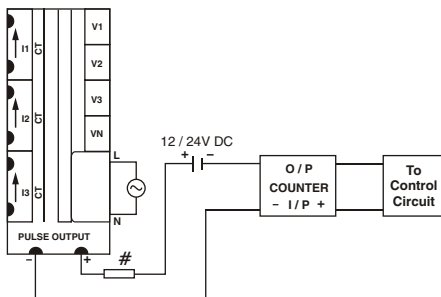 I1
CT
I2
CT
I3
CT
V1
V2
V3
VN
L
N
PULSE OUTPUT
– +
#
12 / 24V DC
+ –
O / P
COUNTER
– I / P +
To
Control
Circuit